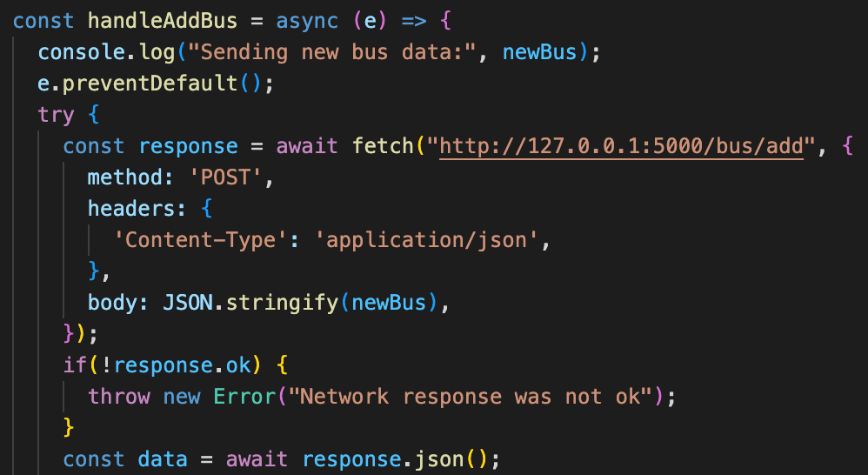 const handleAddBus = async (e) => {
  console.log("Sending new bus data:", newBus);
  e.preventDefault();
  try {
    const response = await fetch("http://127.0.0.1:5000/bus/add", {
      method: 'POST',
      headers: {
        'Content-Type': 'application/json',
      },
      body: JSON.stringify(newBus),
    });
    if(!response.ok) {
      throw new Error("Network response was not ok");
    }
    const data = await response.json();